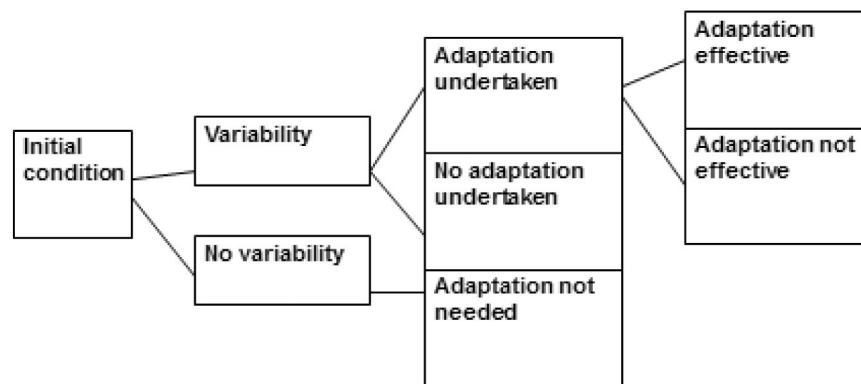 Initial
condition
Variability
No variability
Adaptation
undertaken
No adaptation
undertaken
Adaptation not
needed
Adaptation
effective
Adaptation not
effective